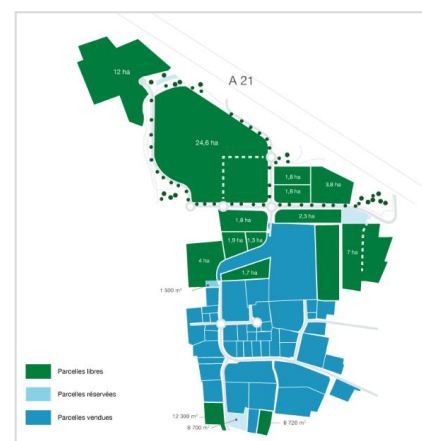 A 21
12 ha
24,6 ha
1,8 ha
1,8 ha
3,8 ha
1,8 ha
2,3 ha
1,9 ha
1,3 ha
4 ha
7 ha
1,7 ha
1 500 m²
Parcelles libres
Parcelles réservées
Parcelles vendues
12 300 m²
8 700 m²
8 720 m²